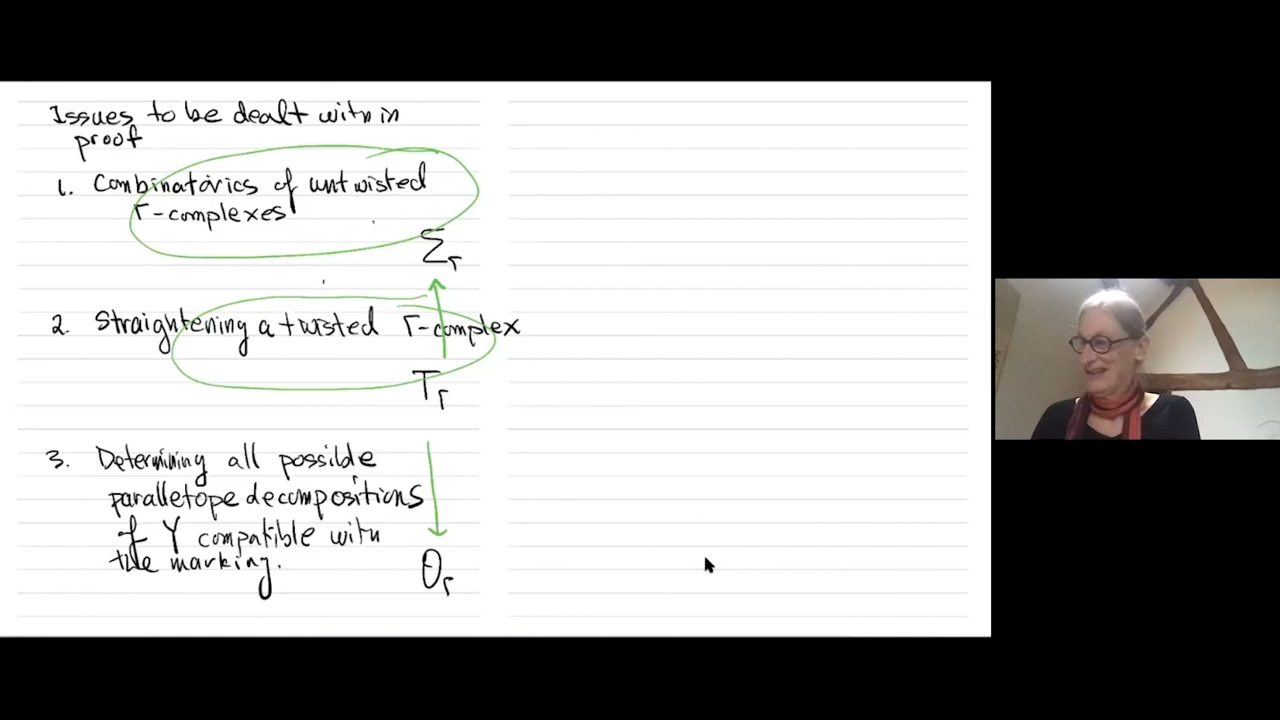 Issues to be dealt with in
proof
1. Combinatorics of untwisted
Γ-complexes
Σ_Γ
2. Straightening a twisted Γ-complex
T_Γ
3. Determining all possible
paralletope decompositions
of Y compatible with
the marking.
Θ_Γ